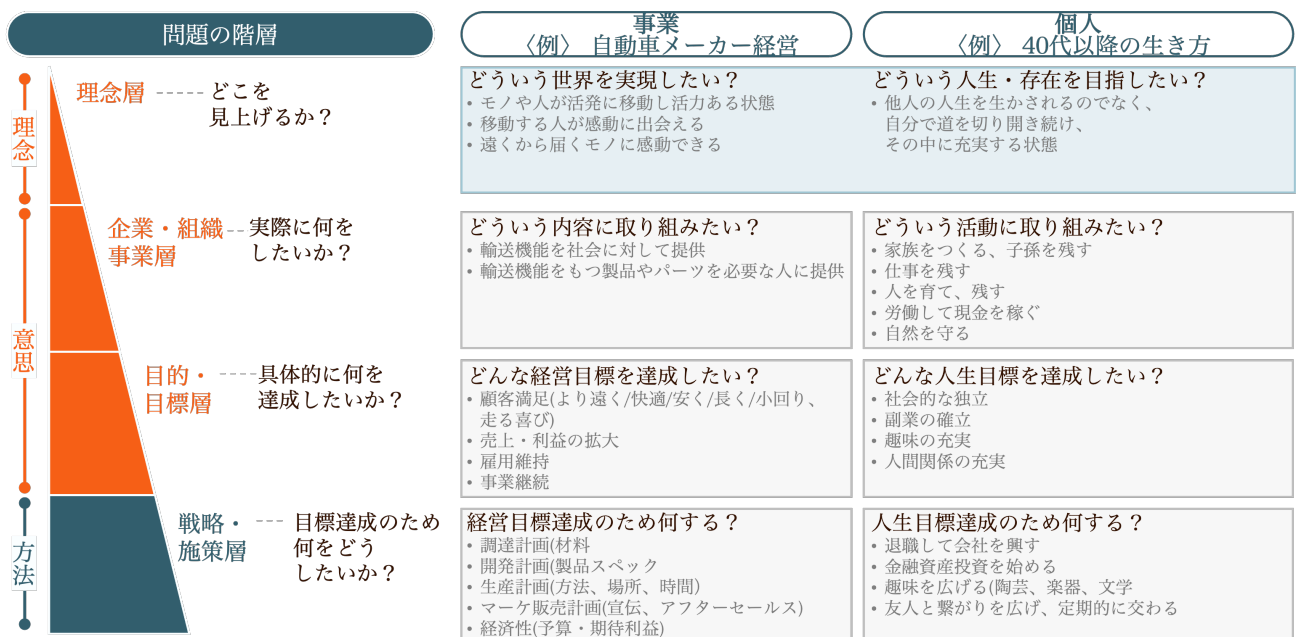 問題の階層
事業
〈例〉 自動車メーカー経営
個人
〈例〉 40代以降の生き方
理念
理念層
どこを
見上げるか？
どういう世界を実現したい？
• モノや人が活発に移動し活力ある状態
• 移動する人が感動に出会える
• 遠くから届くモノに感動できる
どういう人生・存在を目指したい？
• 他人の人生を生かされるのでなく、
自分で道を切り開き続け、
その中に充実する状態
意思
企業・組織
事業層
実際に何を
したいか？
どういう内容に取り組みたい？
• 輸送機能を社会に対して提供
• 輸送機能をもつ製品やパーツを必要な人に提供
どういう活動に取り組みたい？
• 家族をつくる、子孫を残す
• 仕事を残す
• 人を育て、残す
• 労働して現金を稼ぐ
• 自然を守る
目的・
目標層
具体的に何を
達成したいか？
どんな経営目標を達成したい？
• 顧客満足(より遠く/快適/安く/長く/小回り、
走る喜び)
• 売上・利益の拡大
• 雇用維持
• 事業継続
どんな人生目標を達成したい？
• 社会的な独立
• 副業の確立
• 趣味の充実
• 人間関係の充実
方法
戦略・
施策層
目標達成のため
何をどう
したいか？
経営目標達成のため何する？
• 調達計画(材料
• 開発計画(製品スペック
• 生産計画(方法、場所、時間）
• マーケ販売計画(宣伝、アフターセールス)
• 経済性(予算・期待利益)
人生目標達成のため何する？
• 退職して会社を興す
• 金融資産投資を始める
• 趣味を広げる(陶芸、楽器、文学
• 友人と繋がりを広げ、定期的に交わる